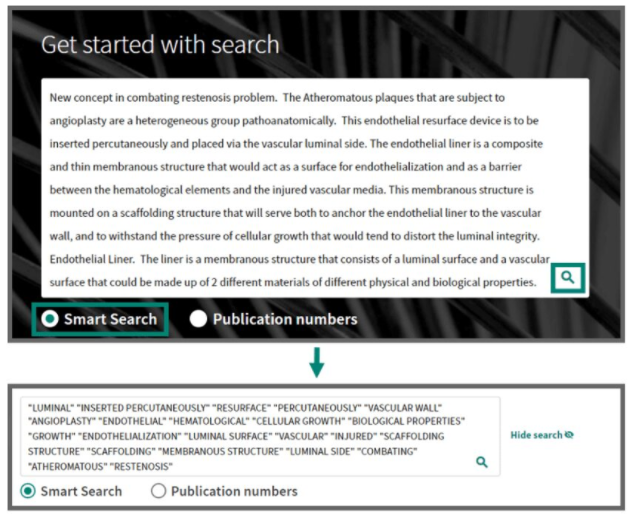 Get started with search
New concept in combating restenosis problem. The Atheromatous plaques that are subject to
angioplasty are a heterogeneous group pathoanatomically. This endothelial resurface device is to be
inserted percutaneously and placed via the vascular luminal side. The endothelial liner is a composite
and thin membranous structure that would act as a surface for endothelialization and as a barrier
between the hematological elements and the injured vascular media. This membranous structure is
mounted on a scaffolding structure that will serve both to anchor the endothelial liner to the vascular
wall, and to withstand the pressure of cellular growth that would tend to distort the luminal integrity.
Endothelial Liner. The liner is a membranous structure that consists of a luminal surface and a vascular
surface that could be made up of 2 different materials of different physical and biological properties.
Smart Search Publication numbers
"LUMINAL" "INSERTED PERCUTANEOUSLY" "RESURFACE" "PERCUTANEOUSLY" "VASCULAR WALL"
"ANGIOPLASTY" "ENDOTHELIAL" "HEMATOLOGICAL" "CELLULAR GROWTH" "BIOLOGICAL PROPERTIES"
"GROWTH" "ENDOTHELIALIZATION" "LUMINAL SURFACE" "VASCULAR" "INJURED" "SCAFFOLDING
STRUCTURE" "SCAFFOLDING" "MEMBRANOUS STRUCTURE" "LUMINAL SIDE" "COMBATING"
"ATHEROMATOUS" "RESTENOSIS"
Hide search
Smart Search Publication numbers